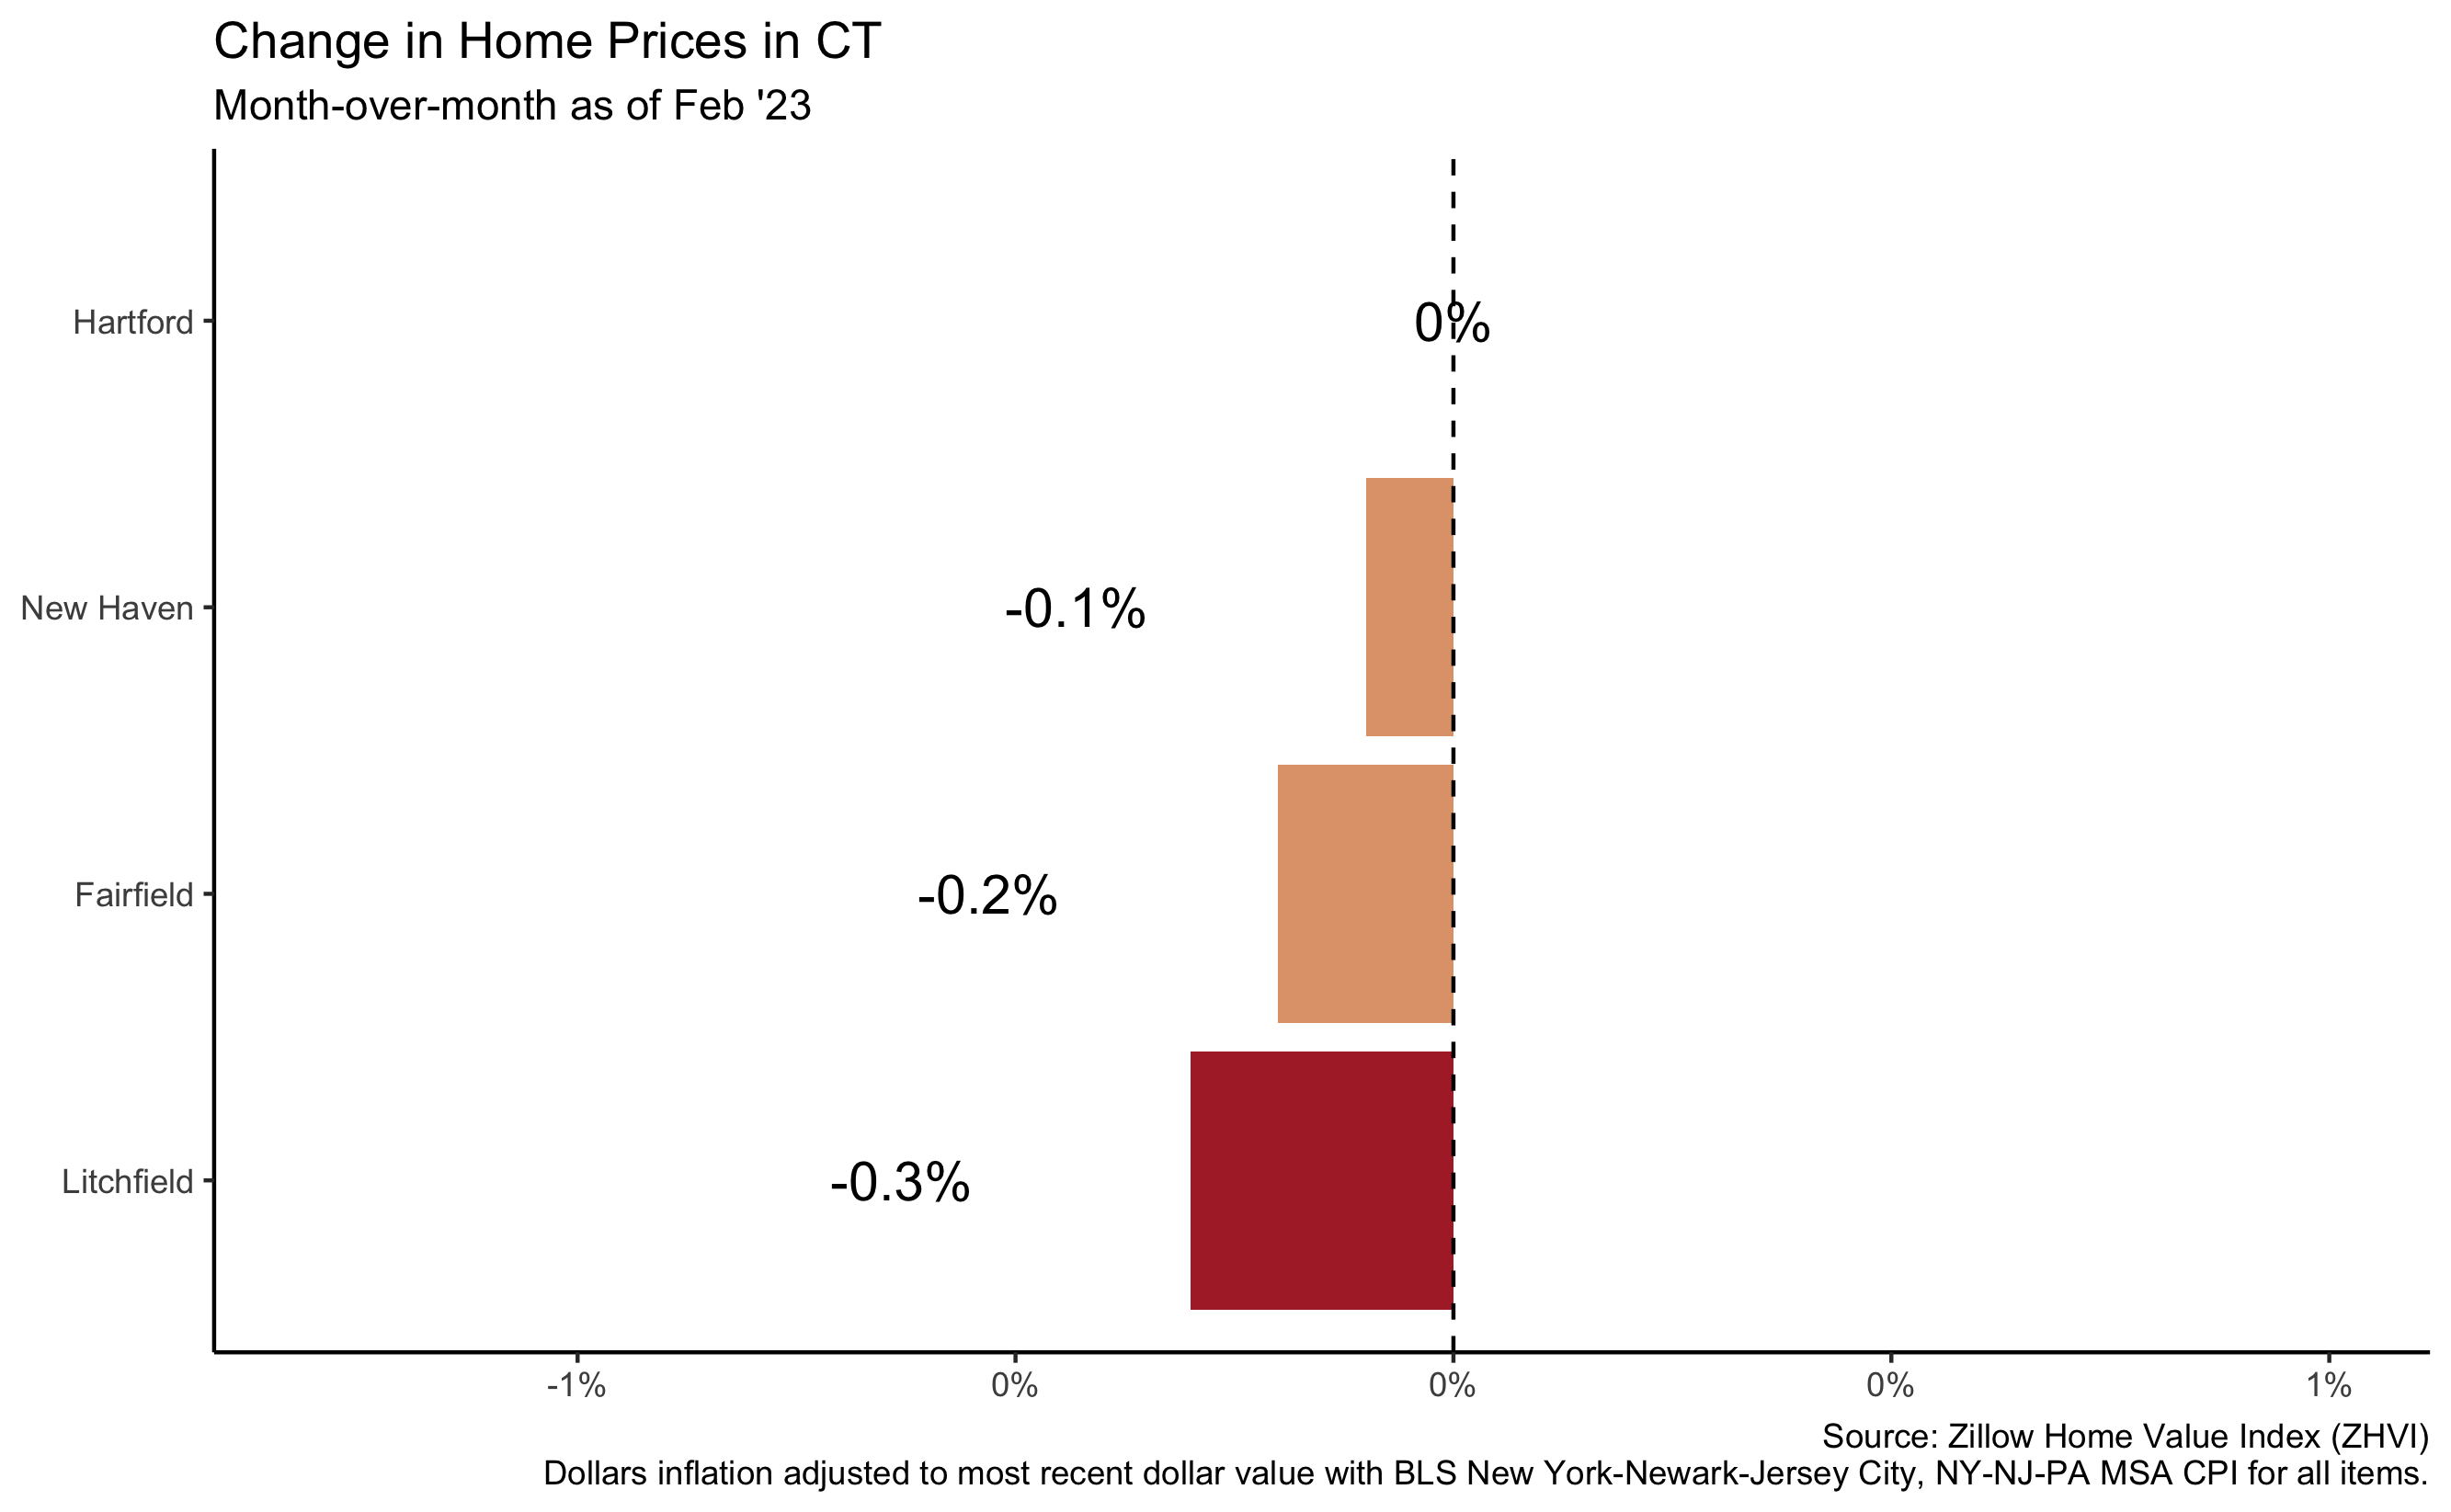 Change in Home Prices in CT
Month-over-month as of Feb '23
Hartford
0%
New Haven
-0.1%
Fairfield
-0.2%
Litchfield
-0.3%
-1%
0%
0%
0%
1%
Source: Zillow Home Value Index (ZHVI)
Dollars inflation adjusted to most recent dollar value with BLS New York-Newark-Jersey City, NY-NJ-PA MSA CPI for all items.